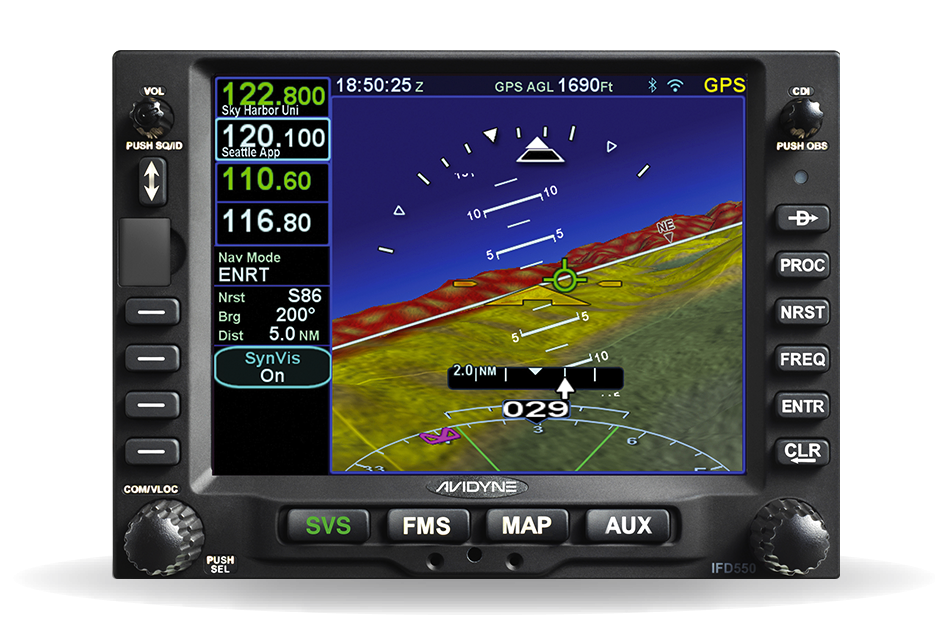 VOL
PUSH SQ/ID
122.800
Sky Harbor Uni
120.100
Seattle App
110.60
116.80
Nav Mode
ENRT
Nrst S86
Brg 200°
Dist 5.0 NM
SynVis
On
18:50:25 Z GPS AGL 1690Ft GPS
10 10
5 5
NE
5 5
10
2.0 NM
029
33 3 6
CDI
PUSH OBS
D
PROC
NRST
FREQ
ENTR
CLR
COM/VLOC
PUSH
SEL
AVIDYNE
SVS FMS MAP AUX
IFD550